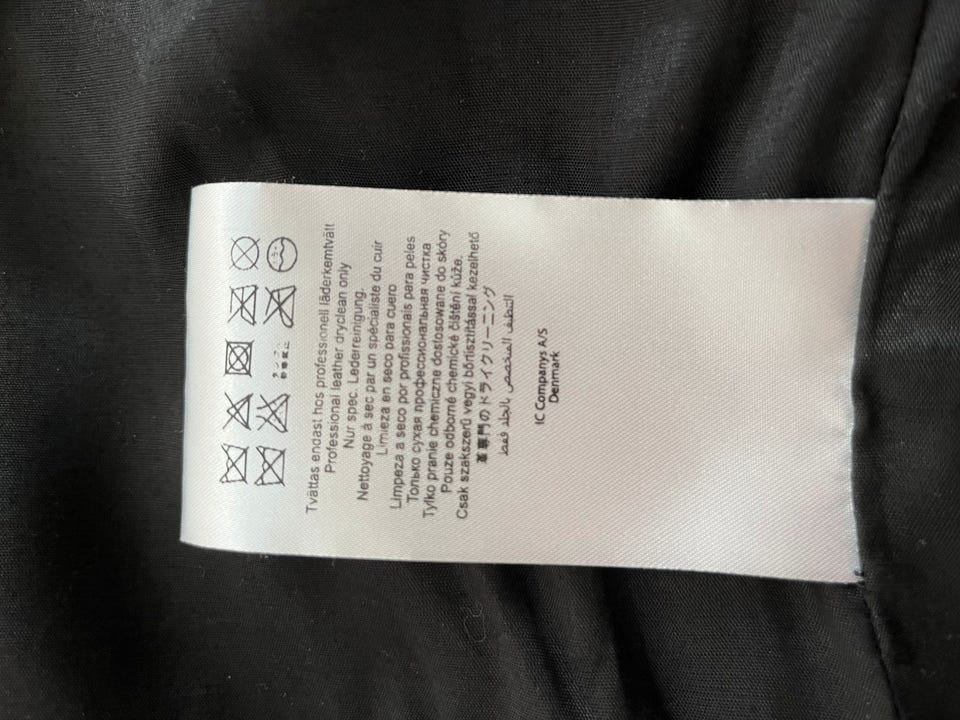 Tvättas endast hos professionell läderkemtvätt
Professional leather dryclean only
Nur spec. Lederreinigung.
Nettoyage à sec par un spécialiste du cuir
Limieza en seco para cuero
Limpeza a seco por profissionais para peles
Только сухая профессиональная чистка
Tylko pranie chemiczne dostosowane do skóry
Pouze odborné chemické čištění kůže.
Csak szakszerű vegyi bőrtisztítással kezelhető
革専門のドライクリーニング
التنظيف المتخصص بالجلد فقط
IC Companys A/S
Denmark